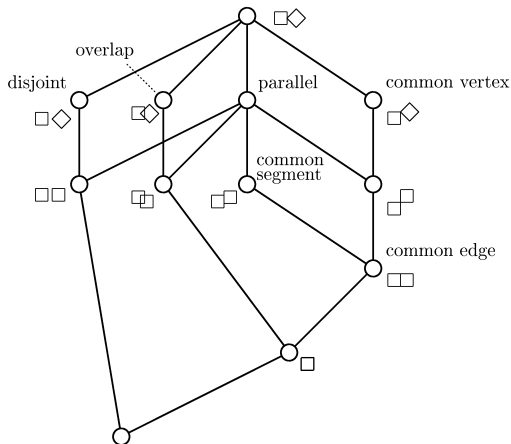 overlap
disjoint
parallel
common vertex
common
segment
common edge